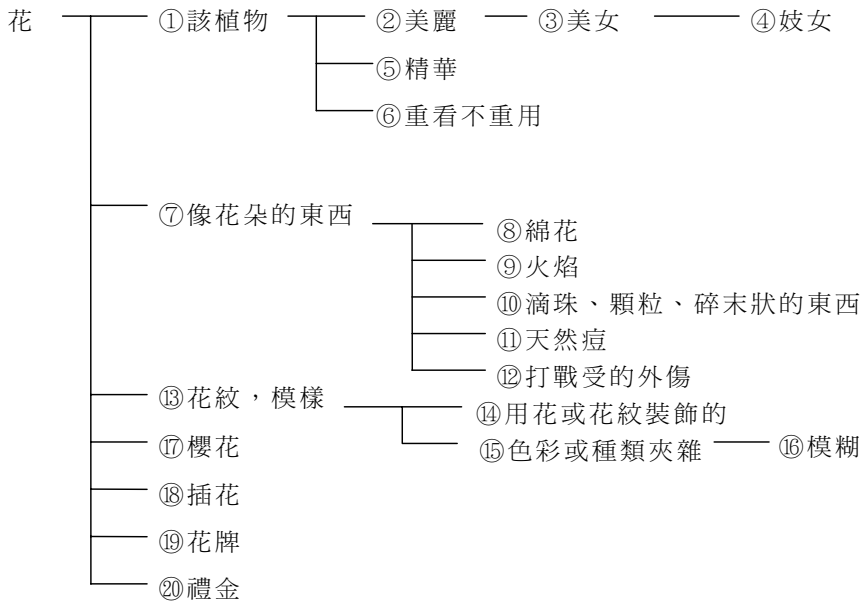 花 ①該植物 ②美麗 ③美女 ④妓女
⑤精華
⑥重看不重用
⑦像花朵的東西
⑧綿花
⑨火焰
⑩滴珠、顆粒、碎末狀的東西
⑪天然痘
⑫打戰受的外傷
⑬花紋，模樣
⑭用花或花紋裝飾的
⑮色彩或種類夾雜 ⑯模糊
⑰櫻花
⑱插花
⑲花牌
⑳禮金